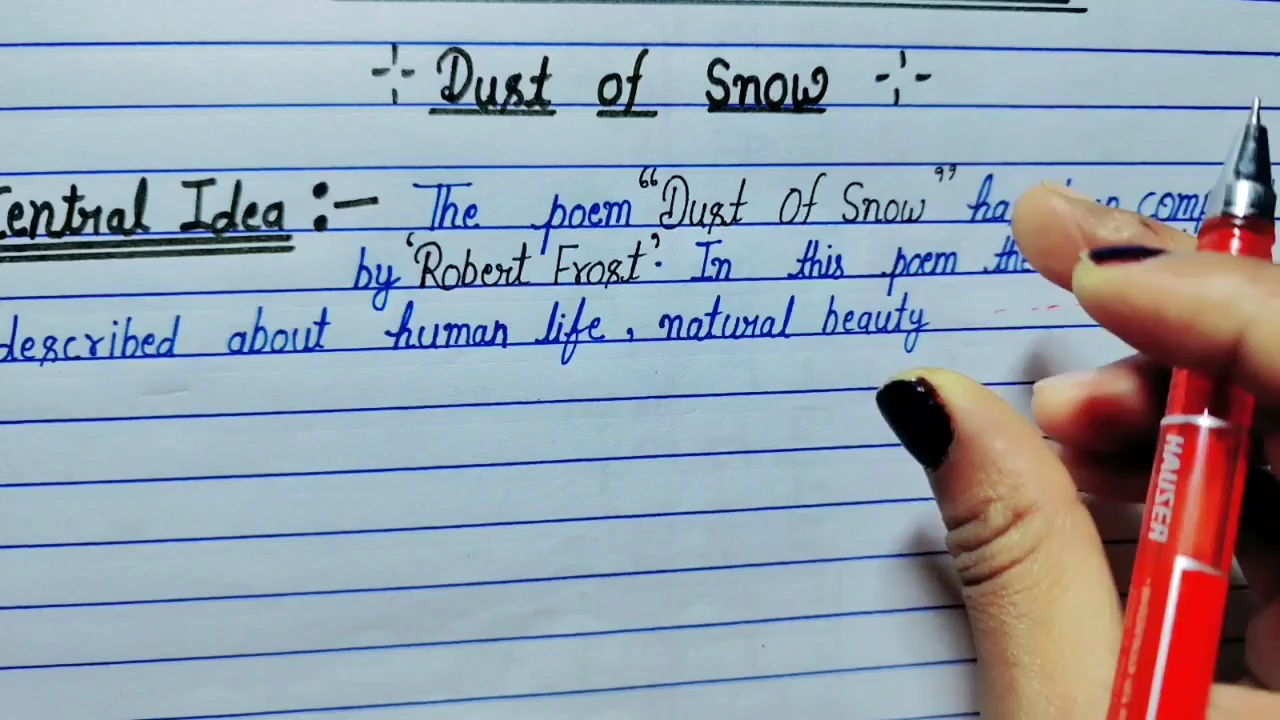 Dust of Snow
Central Idea :- The poem "Dust Of Snow"
by 'Robert Frost'. In this poem
described about human life, natural beauty
HAUSER